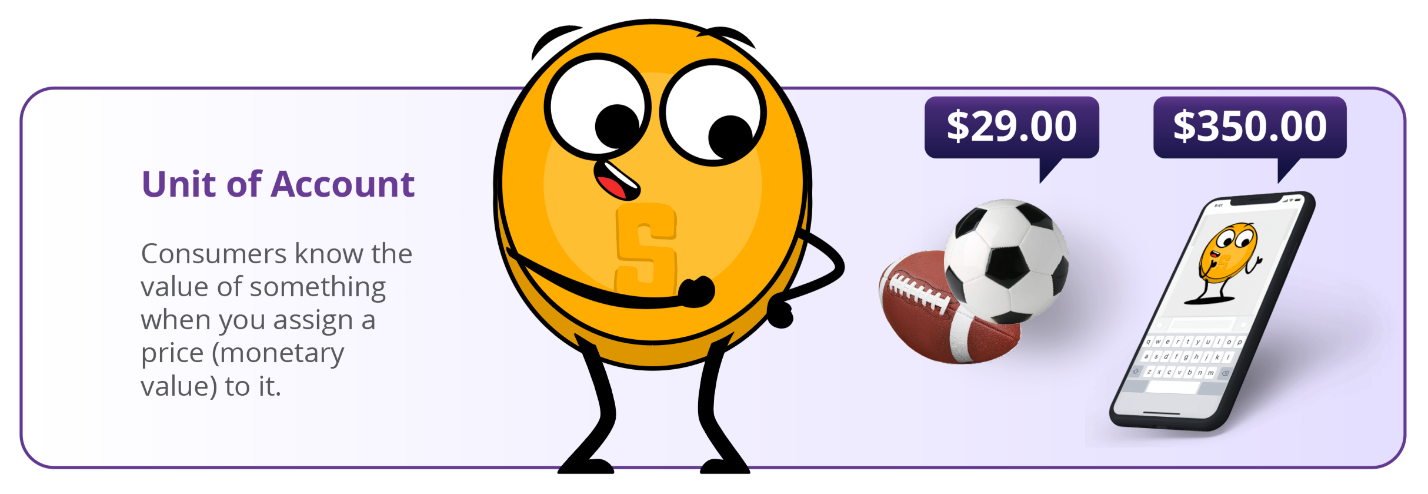 $29.00
$350.00
Unit of Account
Consumers know the
value of something
when you assign a
price (monetary
value) to it.
S
q w e r t y u i o p
a s d f g h j k l
z x c v b n m